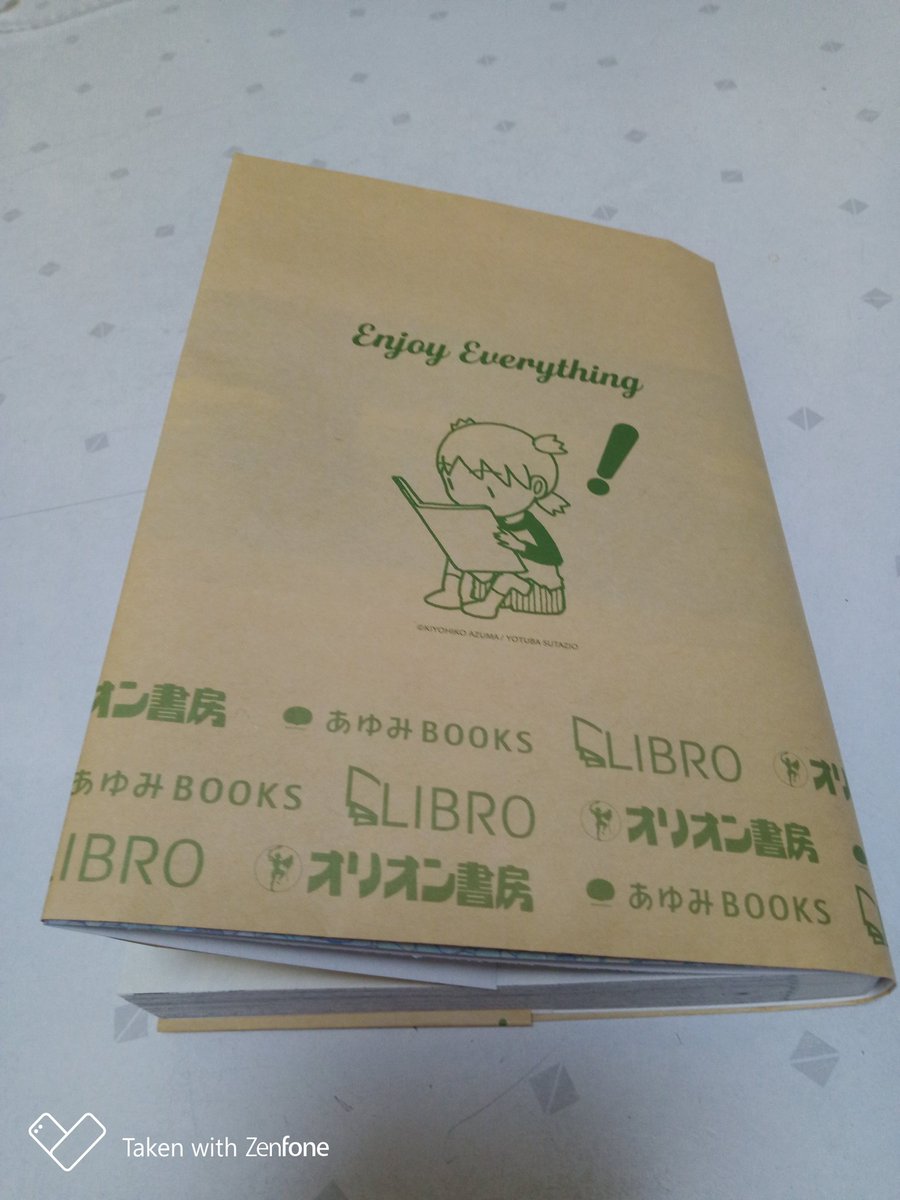 Enjoy Everything
!
©KIYOHIKO AZUMA / YOTUBA SUTAZIO
オン書房 あゆみBOOKS LIBRO オリ
あゆみBOOKS LIBRO オリオン書房
LIBRO オリオン書房 あゆみBOOKS
Taken with Zenfone